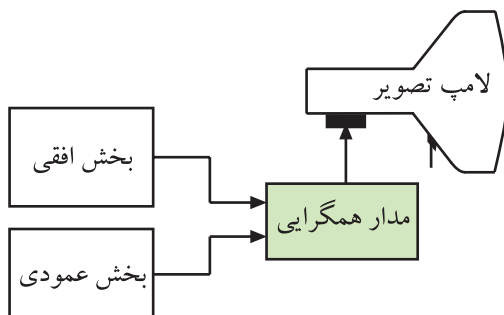 لامپ تصویر
بخش افقی
مدار همگرایی
بخش عمودی